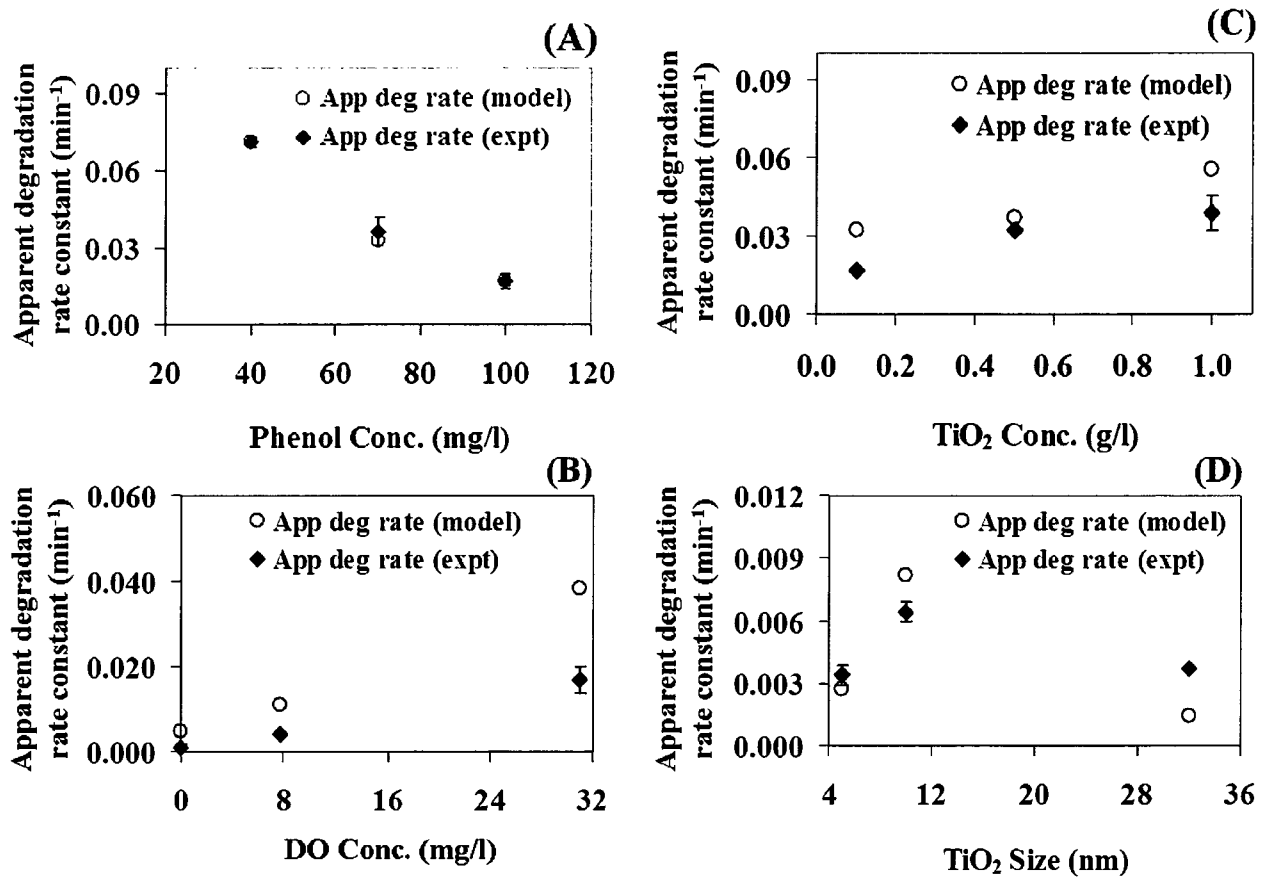 (A)
Apparent degradation
rate constant (min⁻¹)
0.09
0.06
0.03
0.00
App deg rate (model)
App deg rate (expt)
20 40 60 80 100 120
Phenol Conc. (mg/l)
(C)
Apparent degradation
rate constant (min⁻¹)
0.09
0.06
0.03
0.00
App deg rate (model)
App deg rate (expt)
0.0 0.2 0.4 0.6 0.8 1.0
TiO₂ Conc. (g/l)
(B)
Apparent degradation
rate constant (min⁻¹)
0.060
0.040
0.020
0.000
App deg rate (model)
App deg rate (expt)
0 8 16 24 32
DO Conc. (mg/l)
(D)
Apparent degradation
rate constant (min⁻¹)
0.012
0.009
0.006
0.003
0.000
App deg rate (model)
App deg rate (expt)
4 12 20 28 36
TiO₂ Size (nm)